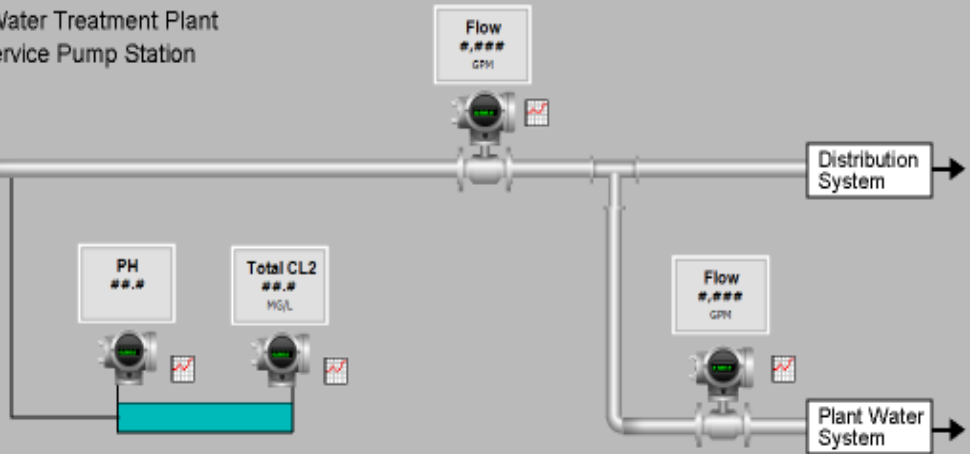 Water Treatment Plant
ervice Pump Station
Flow
#,###
GPM
Distribution
System
PH
##.#
Total CL2
##.#
MG/L
Flow
#,###
GPM
Plant Water
System